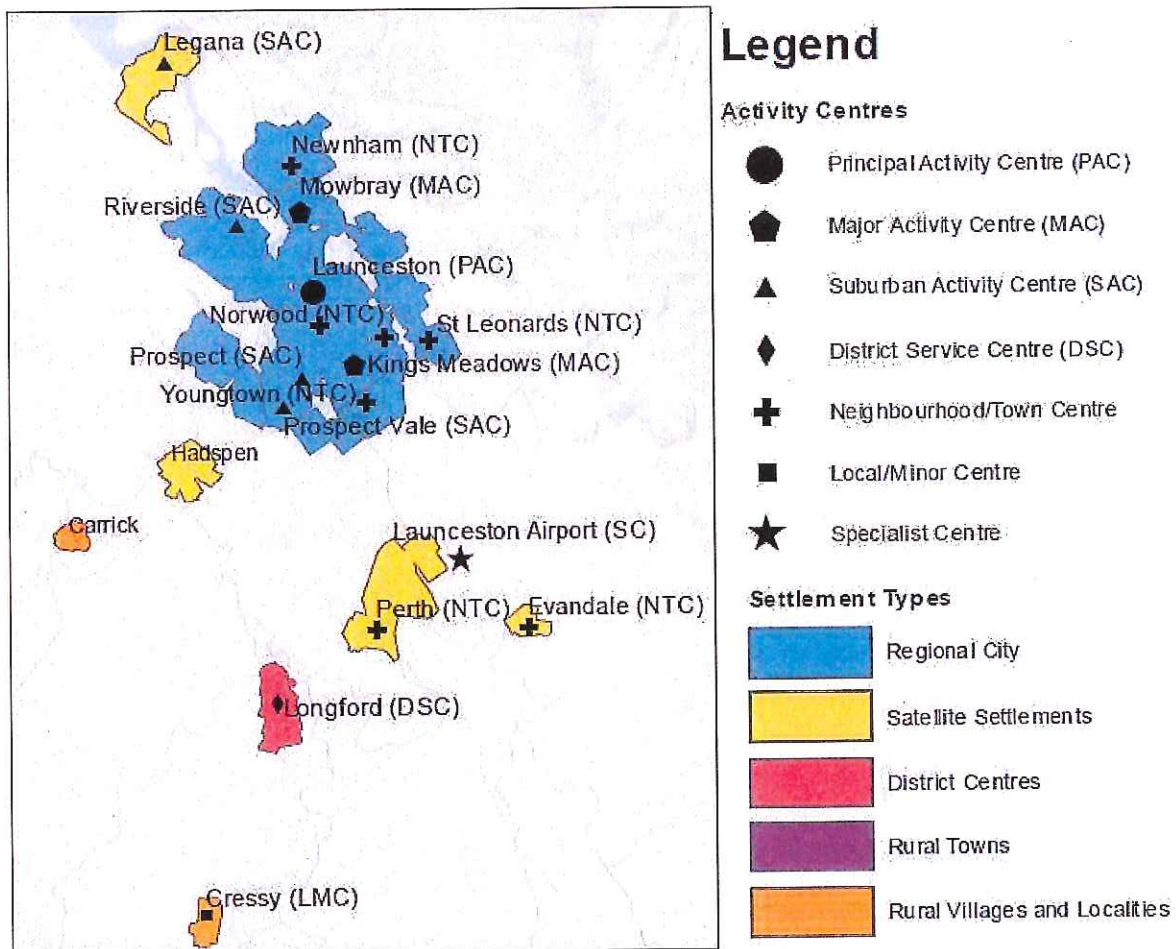 Legana (SAC)
Newnham (NTC)
Mowbray (MAC)
Riverside (SAC)
Launceston (PAC)
Norwood (NTC)
St Leonards (NTC)
Prospect (SAC)
Kings Meadows (MAC)
Youngtown (NTC)
Prospect Vale (SAC)
Hadspen
Carrick
Launceston Airport (SC)
Perth (NTC)
Evandale (NTC)
Longford (DSC)
Cressy (LMC)
Legend
Activity Centres
Principal Activity Centre (PAC)
Major Activity Centre (MAC)
Suburban Activity Centre (SAC)
District Service Centre (DSC)
Neighbourhood/Town Centre
Local/Minor Centre
Specialist Centre
Settlement Types
Regional City
Satellite Settlements
District Centres
Rural Towns
Rural Villages and Localities